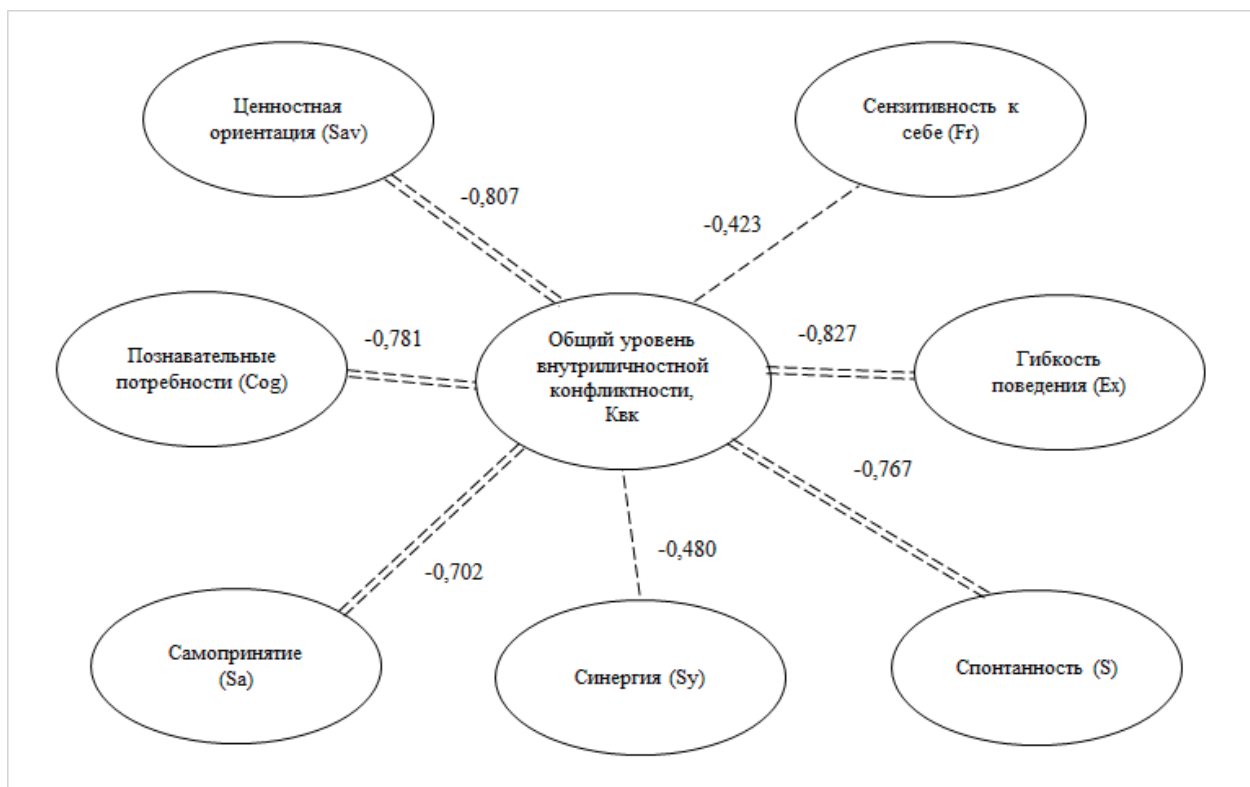 Ценностная
ориентация (Sav)
Сензитивность к
себе (Fr)
-0,807
-0,423
Познавательные
потребности (Cog)
-0,781
Общий уровень
внутриличностной
конфликтности,
Квк
-0,827
Гибкость
поведения (Ex)
-0,767
-0,702
-0,480
Самопринятие
(Sa)
Синергия (Sy)
Спонтанность (S)